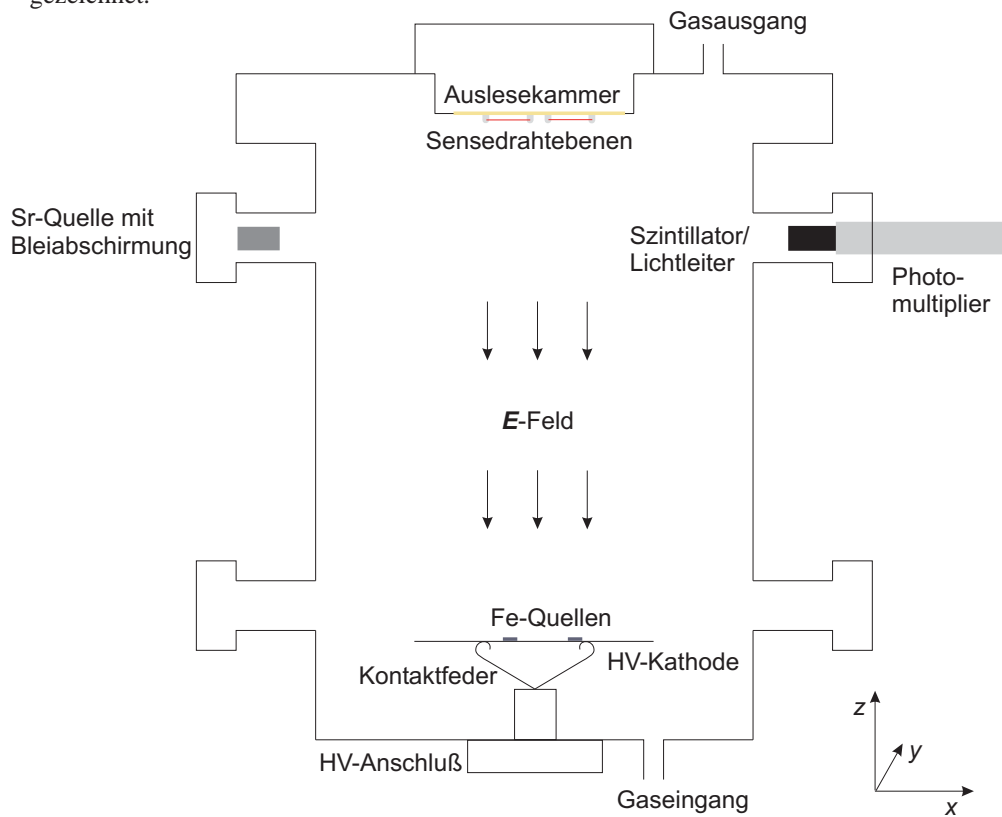 gezeichnet.
Gasausgang
Auslesekammer
Sensedrahtebenen
Sr-Quelle mit
Bleiabschirmung
Szintillator/
Lichtleiter
Photo-
multiplier
E-Feld
Fe-Quellen
Kontaktfeder
HV-Kathode
HV-Anschluß
Gaseingang
z
y
x